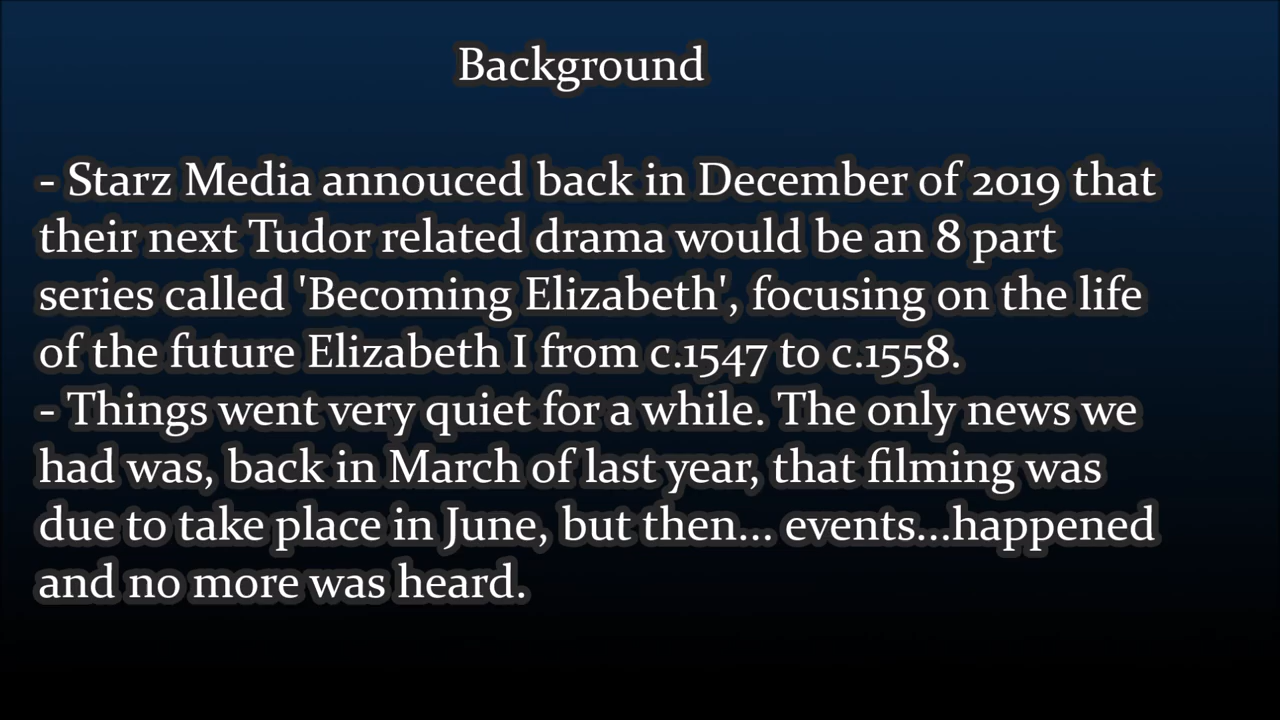 Background
- Starz Media annouced back in December of 2019 that
their next Tudor related drama would be an 8 part
series called 'Becoming Elizabeth', focusing on the life
of the future Elizabeth I from c.1547 to c.1558.
- Things went very quiet for a while. The only news we
had was, back in March of last year, that filming was
due to take place in June, but then... events...happened
and no more was heard.